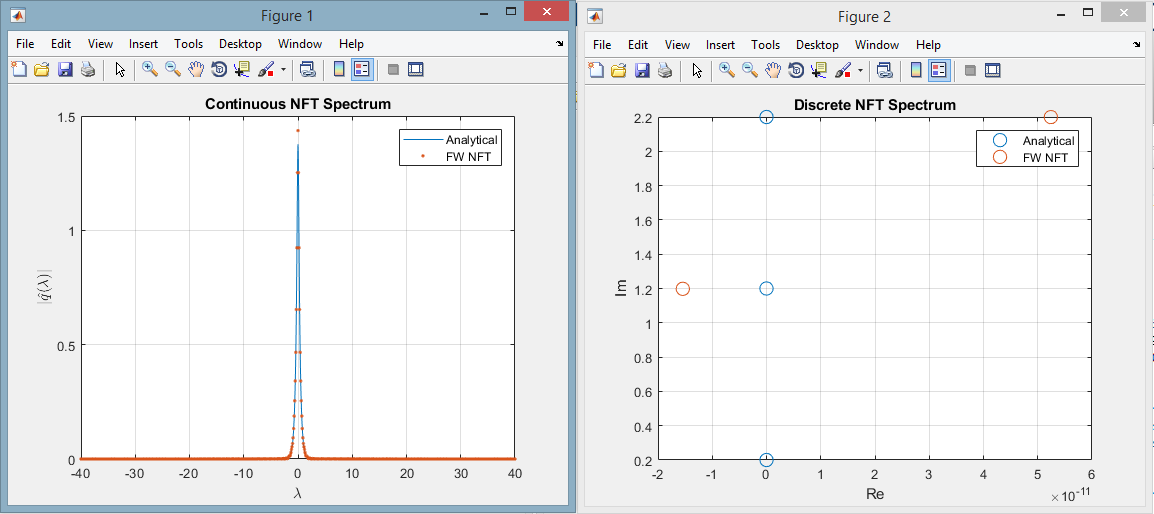 Figure 1
File Edit View Insert Tools Desktop Window Help
Continuous NFT Spectrum
1.5
1
0.5
0
|q̂(λ)|
Analytical
FW NFT
-40 -30 -20 -10 0 10 20 30 40
λ
Figure 2
File Edit View Insert Tools Desktop Window Help
Discrete NFT Spectrum
2.2
2
1.8
1.6
1.4
1.2
1
0.8
0.6
0.4
0.2
Im
Analytical
FW NFT
-2 -1 0 1 2 3 4 5 6
Re
×10⁻¹¹